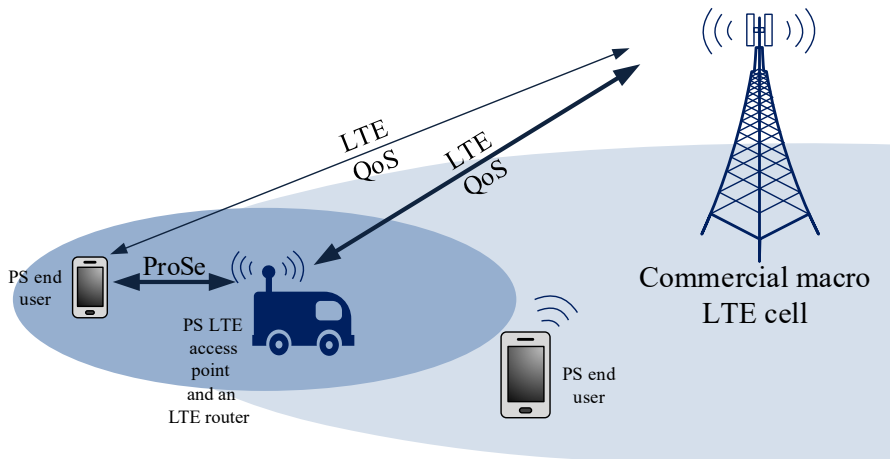 LTE
QoS
LTE
QoS
ProSe
PS end
user
PS LTE
access
point
and an
LTE router
Commercial macro
LTE cell
PS end
user